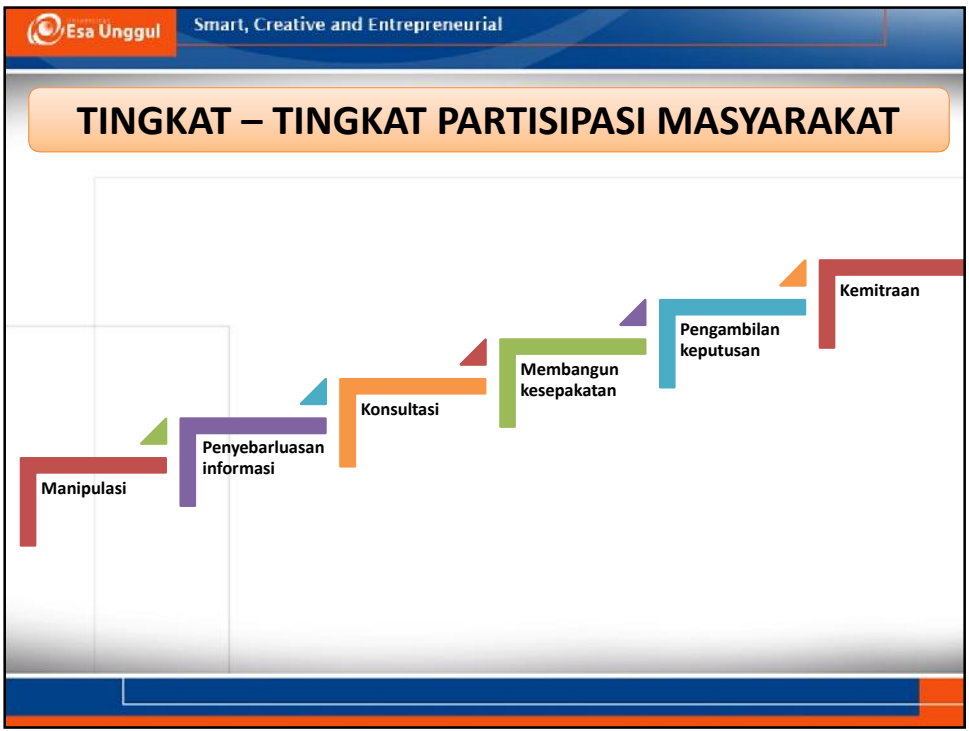 Esa Unggul
Smart, Creative and Entrepreneurial
TINGKAT – TINGKAT PARTISIPASI MASYARAKAT
Manipulasi
Penyebarluasan
informasi
Konsultasi
Membangun
kesepakatan
Pengambilan
keputusan
Kemitraan